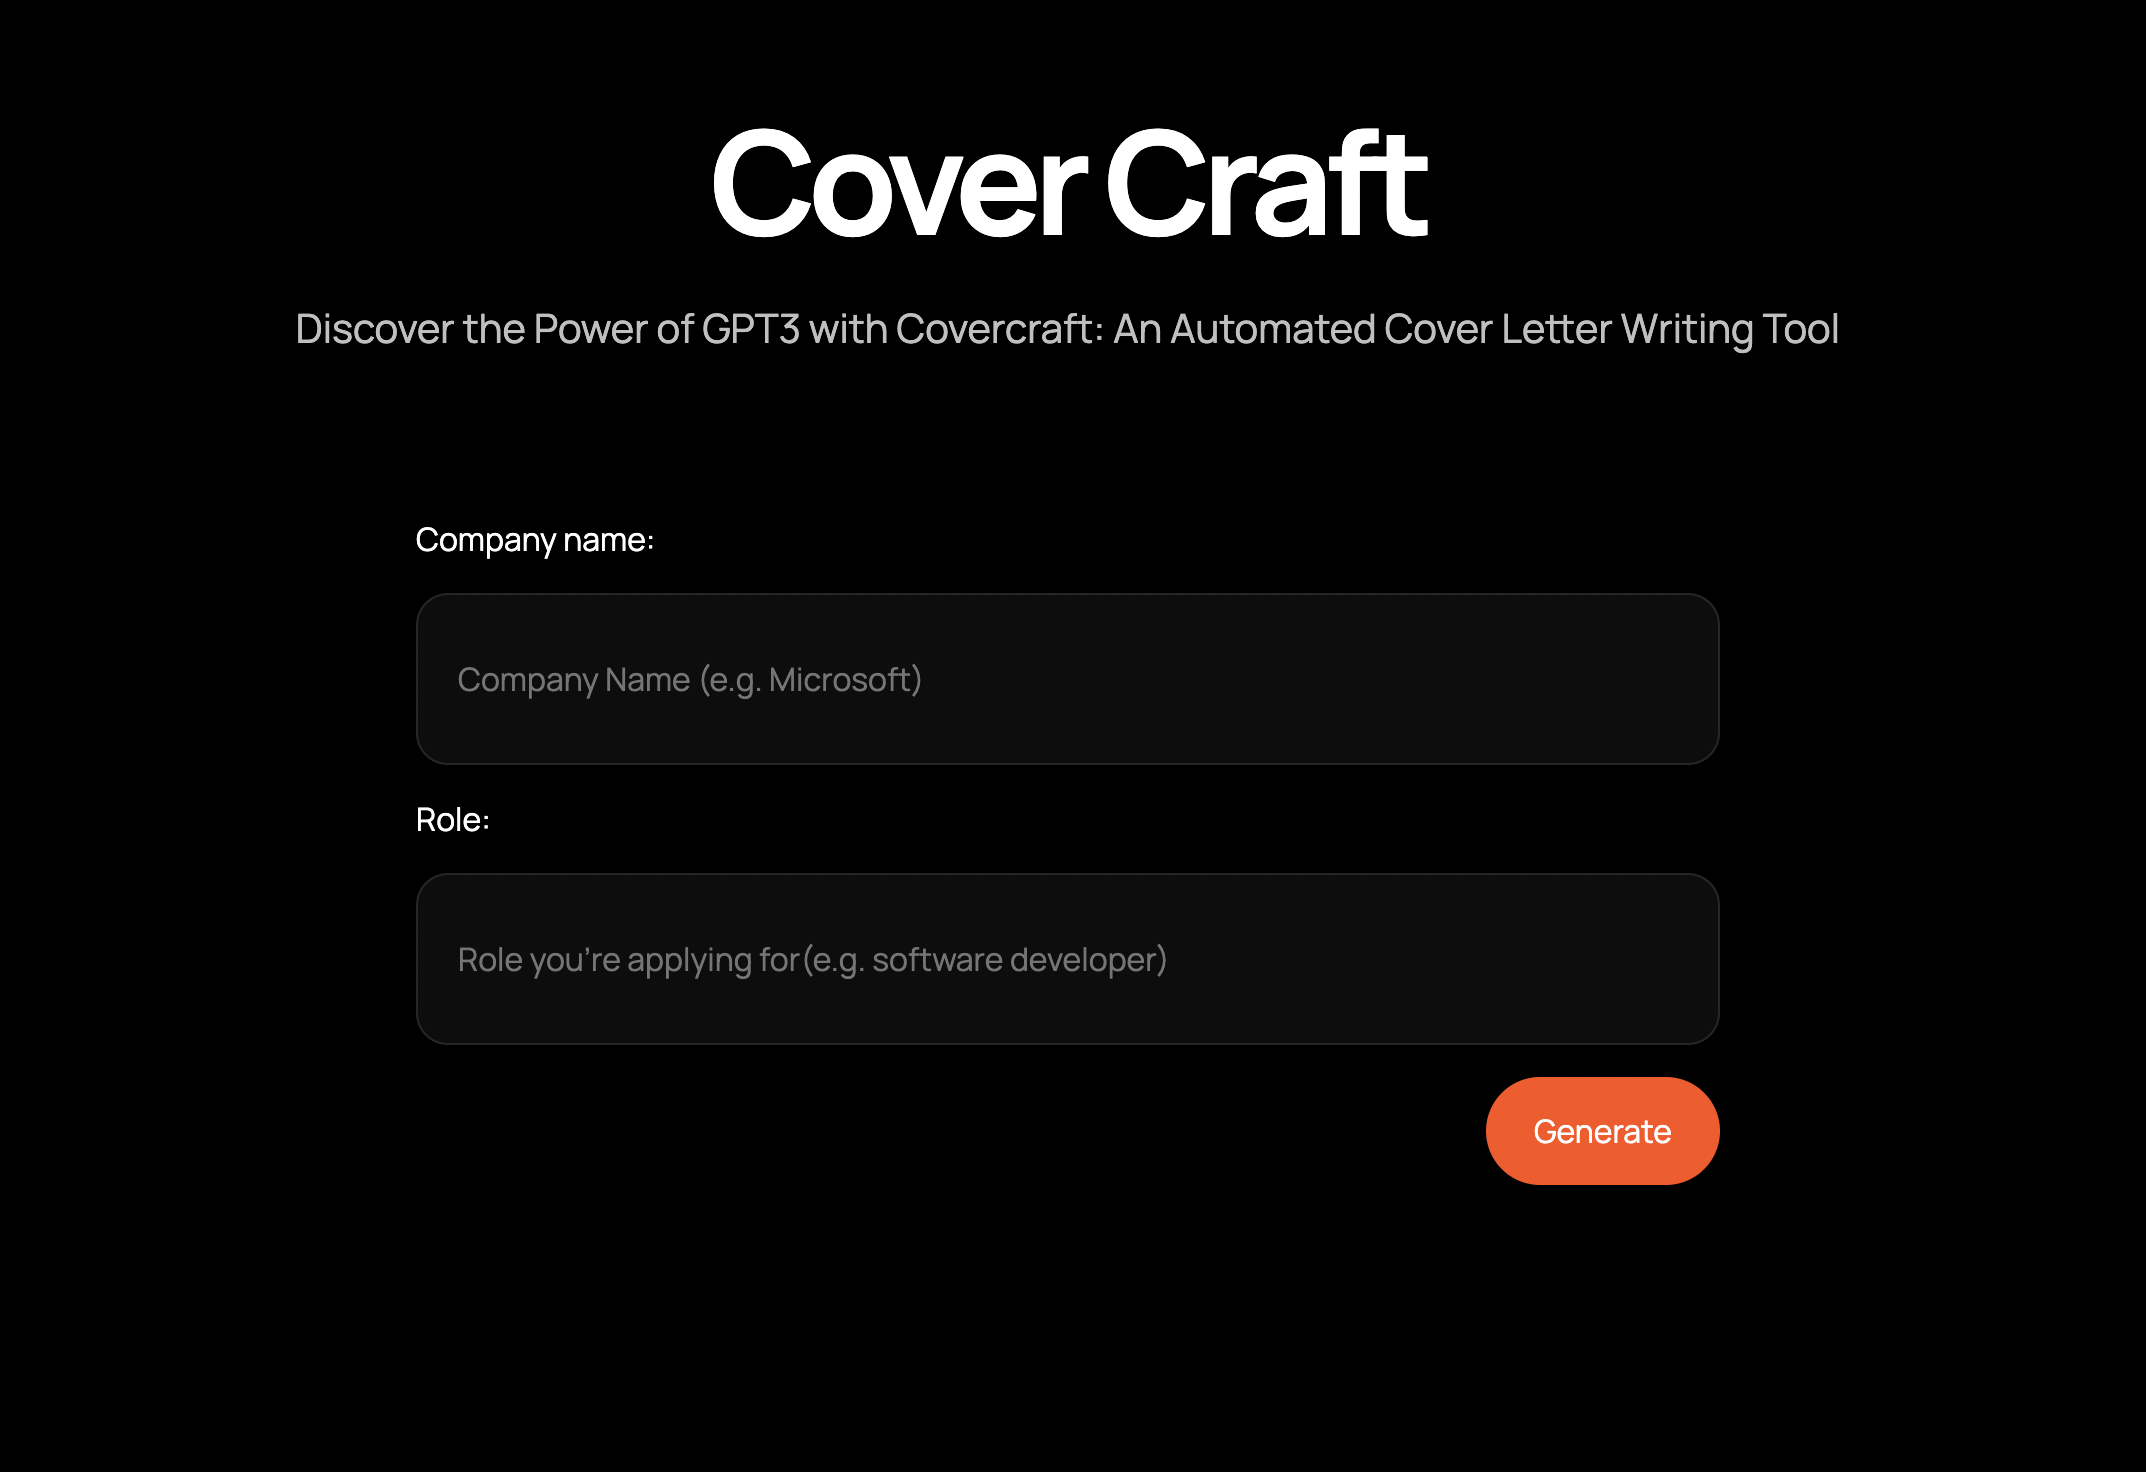 Cover Craft
Discover the Power of GPT3 with Covercraft: An Automated Cover Letter Writing Tool
Company name:
Company Name (e.g. Microsoft)
Role:
Role you're applying for(e.g. software developer)
Generate